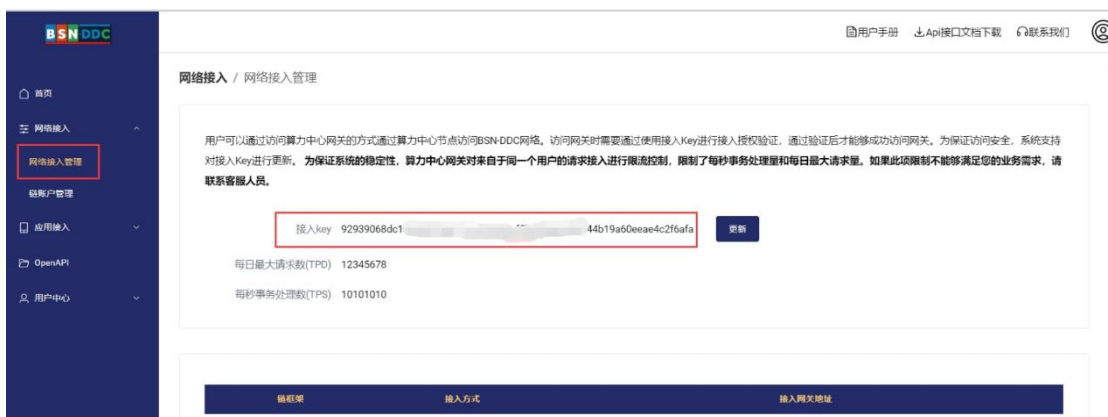 BSN DDC
用户手册 Api接口文档下载 联系我们
网络接入 / 网络接入管理
首页
网络接入
网络接入管理
链账户管理
应用接入
OpenAPI
用户中心
用户可以通过访问算力中心网关的方式通过算力中心节点访问BSN-DDC网络。访问网关时需要通过使用接入Key进行接入授权验证，通过验证后才能够成功访问网关。为保证访问安全，系统支持
对接入Key进行更新。 为保证系统的稳定性，算力中心网关对来自于同一个用户的请求接入进行限流控制，限制了每秒事务处理量和每日最大请求量。如果此项限制不能够满足您的业务需求，请
联系客服人员。
接入key 92939068dc1 44b19a60eeae4c2f6afa 更新
每日最大请求数(TPD) 12345678
每秒事务处理数(TPS) 10101010
链框架 接入方式 接入网关地址